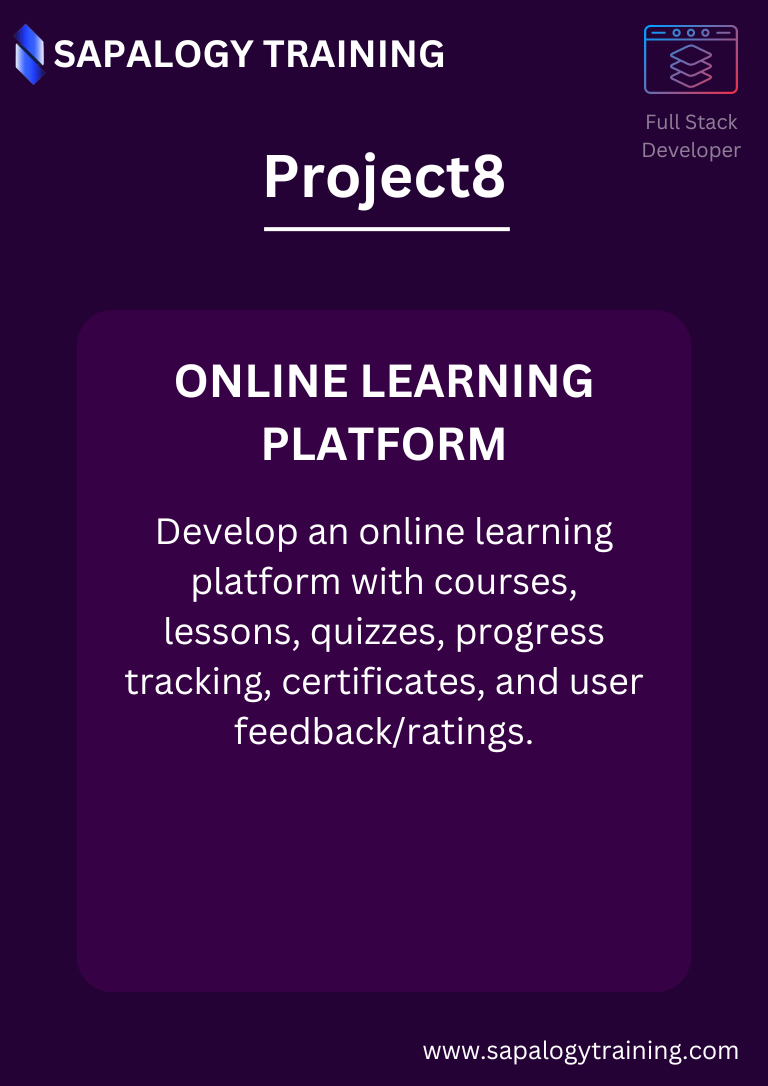 SAPALOGY TRAINING
Full Stack
Developer
Project8
ONLINE LEARNING
PLATFORM
Develop an online learning
platform with courses,
lessons, quizzes, progress
tracking, certificates, and user
feedback/ratings.
www.sapalogytraining.com